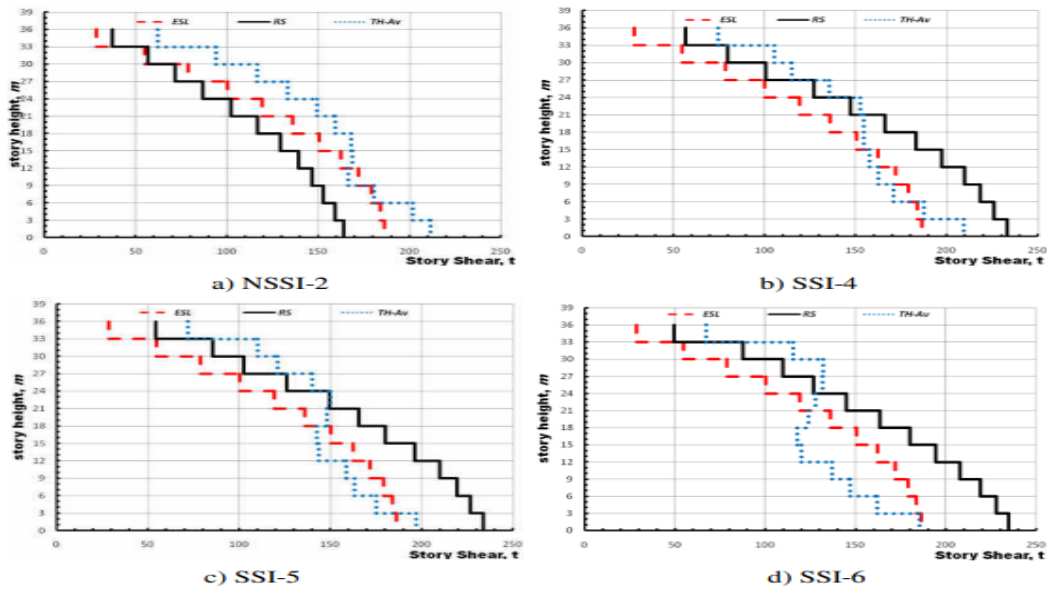 39 ESL RS TH-Av
36
33
30
27
24
21
18
15
12
9
6
3
0
story height, m
0 50 100 150 200 250
Story Shear, t
a) NSSI-2
39 ESL RS TH-Av
36
33
30
27
24
21
18
15
12
9
6
3
0
story height, m
0 50 100 150 200 250
Story Shear, t
b) SSI-4
39
36 ESL RS TH-Av
33
30
27
24
21
18
15
12
9
6
3
0
story height, m
0 50 100 150 200 250
Story Shear, t
c) SSI-5
39 ESL RS TH-Av
36
33
30
27
24
21
18
15
12
9
6
3
0
story height, m
0 50 100 150 200 250
Story Shear, t
d) SSI-6